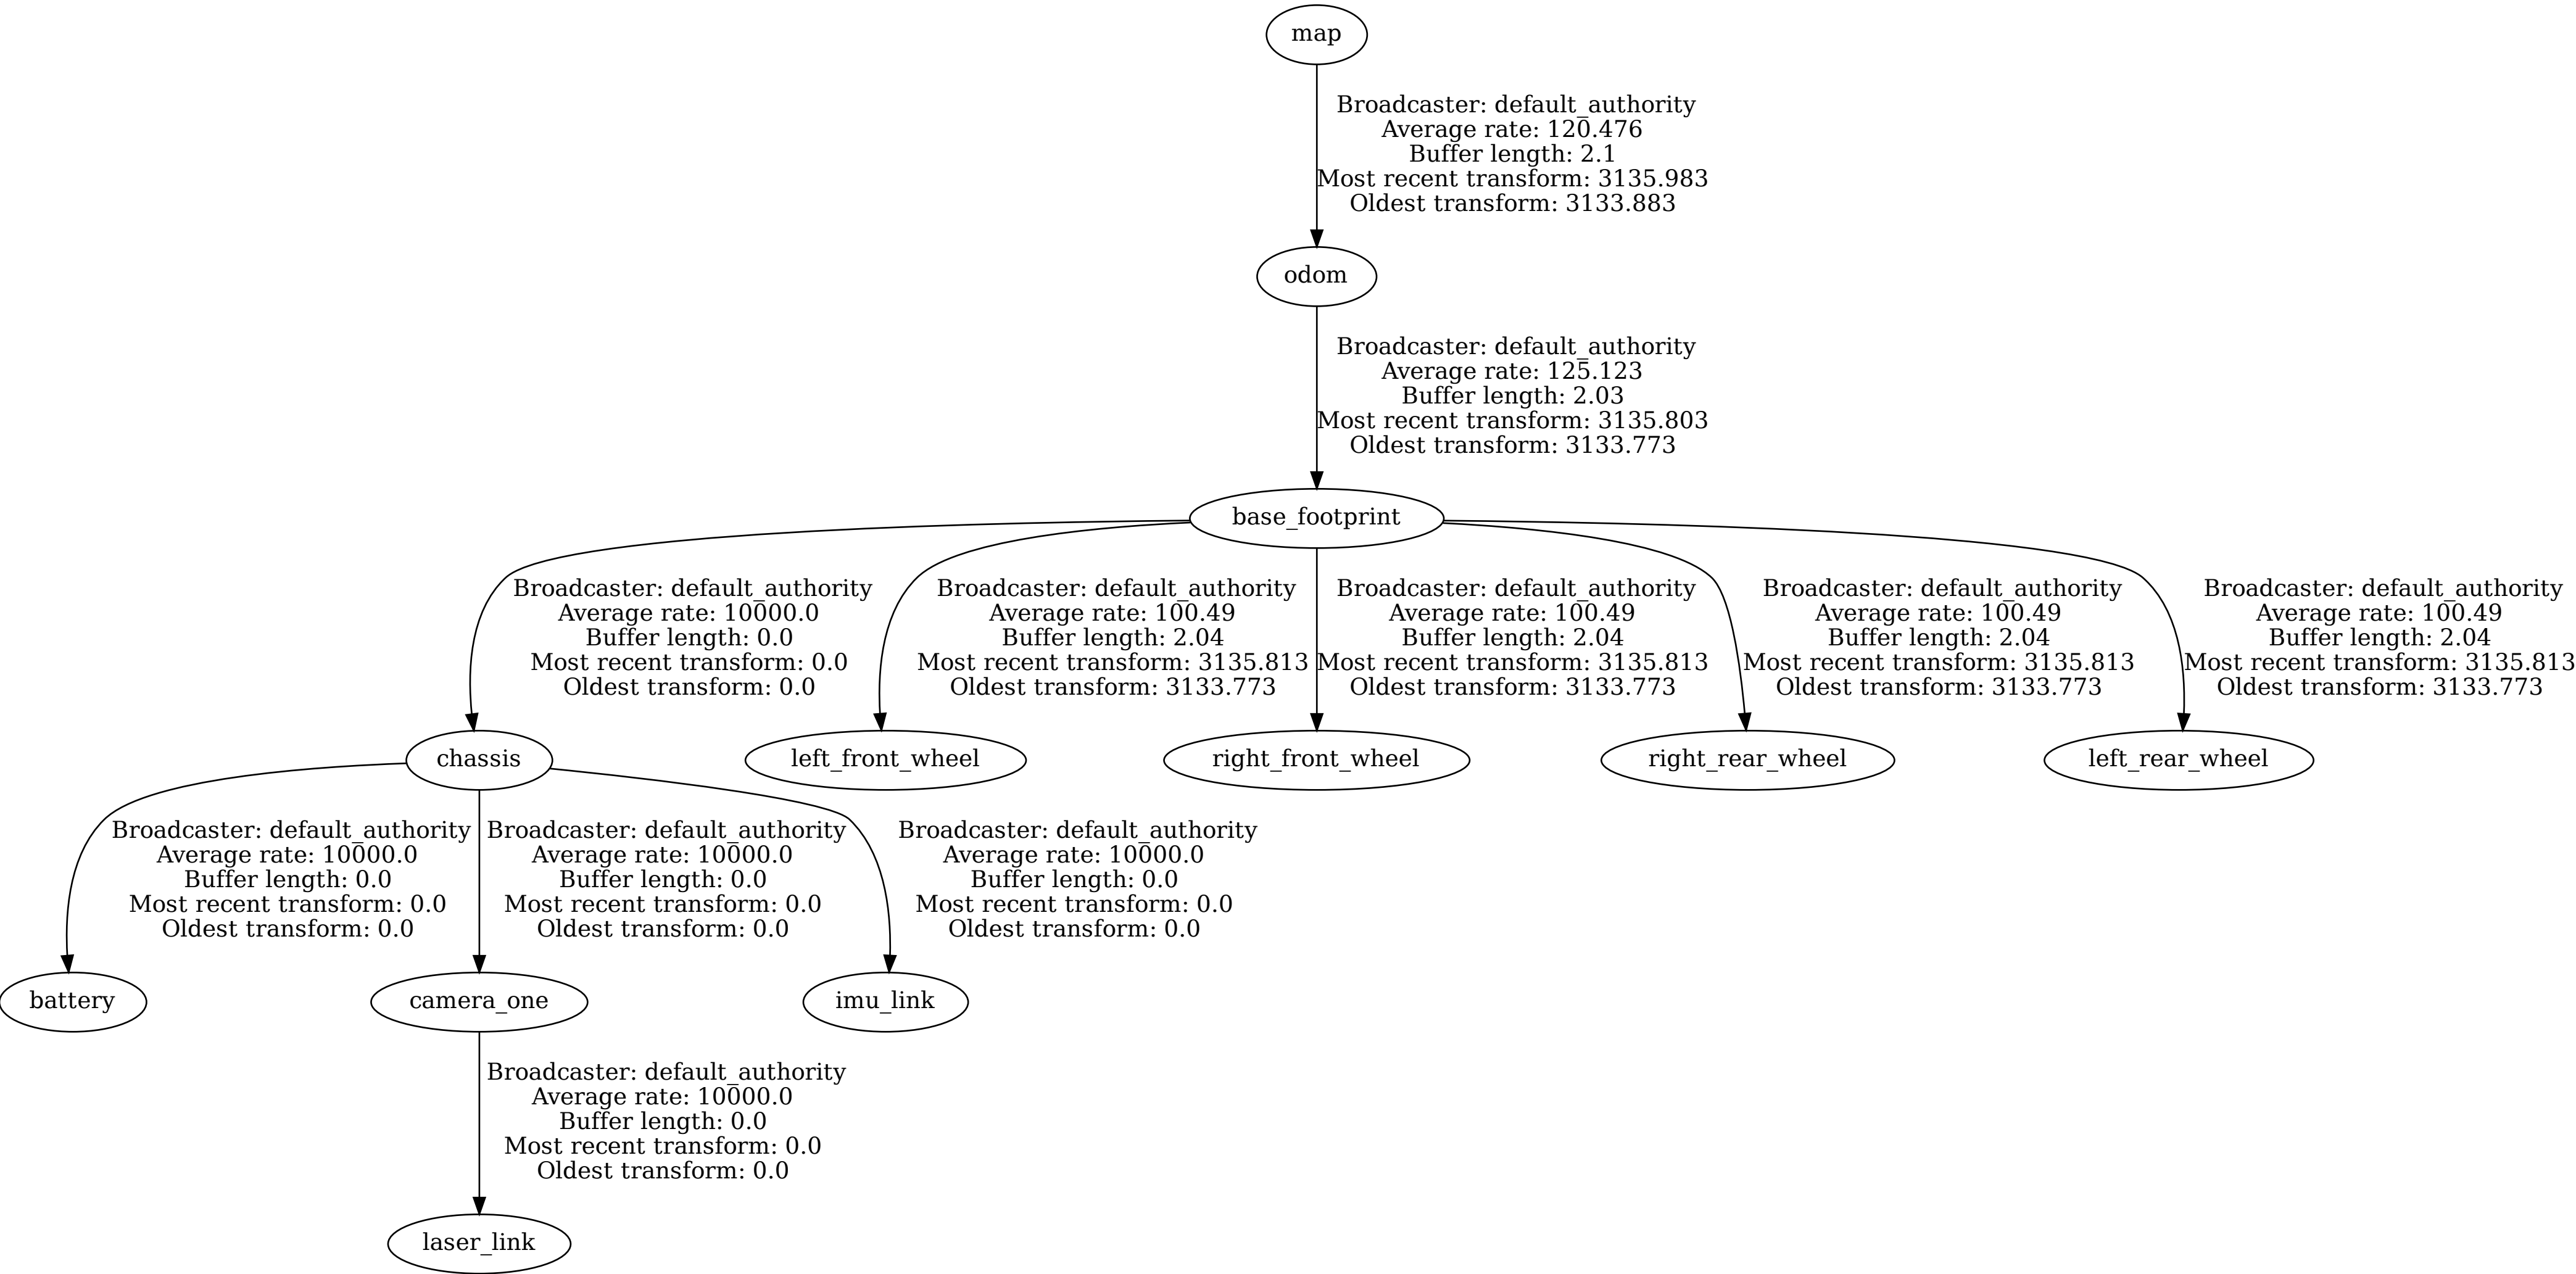 map
Broadcaster: default_authority
Average rate: 120.476
Buffer length: 2.1
Most recent transform: 3135.983
Oldest transform: 3133.883
odom
Broadcaster: default_authority
Average rate: 125.123
Buffer length: 2.03
Most recent transform: 3135.803
Oldest transform: 3133.773
base_footprint
Broadcaster: default_authority
Average rate: 10000.0
Buffer length: 0.0
Most recent transform: 0.0
Oldest transform: 0.0
Broadcaster: default_authority
Average rate: 100.49
Buffer length: 2.04
Most recent transform: 3135.813
Oldest transform: 3133.773
Broadcaster: default_authority
Average rate: 100.49
Buffer length: 2.04
Most recent transform: 3135.813
Oldest transform: 3133.773
Broadcaster: default_authority
Average rate: 100.49
Buffer length: 2.04
Most recent transform: 3135.813
Oldest transform: 3133.773
Broadcaster: default_authority
Average rate: 100.49
Buffer length: 2.04
Most recent transform: 3135.813
Oldest transform: 3133.773
chassis
left_front_wheel
right_front_wheel
right_rear_wheel
left_rear_wheel
Broadcaster: default_authority
Average rate: 10000.0
Buffer length: 0.0
Most recent transform: 0.0
Oldest transform: 0.0
Broadcaster: default_authority
Average rate: 10000.0
Buffer length: 0.0
Most recent transform: 0.0
Oldest transform: 0.0
Broadcaster: default_authority
Average rate: 10000.0
Buffer length: 0.0
Most recent transform: 0.0
Oldest transform: 0.0
battery
camera_one
imu_link
Broadcaster: default_authority
Average rate: 10000.0
Buffer length: 0.0
Most recent transform: 0.0
Oldest transform: 0.0
laser_link